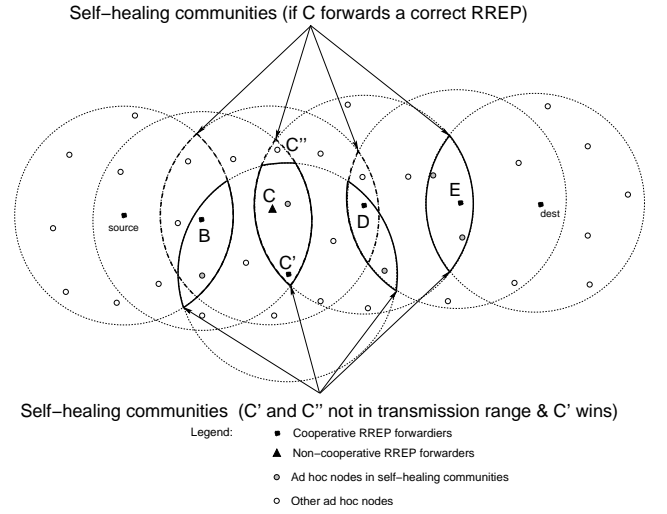 Self−healing communities (if C forwards a correct RREP)
C’’
C
E
source
B
D
dest
C’
Self−healing communities (C’ and C’’ not in transmission range & C’ wins)
Legend:
Cooperative RREP forwardiers
Non−cooperative RREP forwarders
Ad hoc nodes in self−healing communities
Other ad hoc nodes